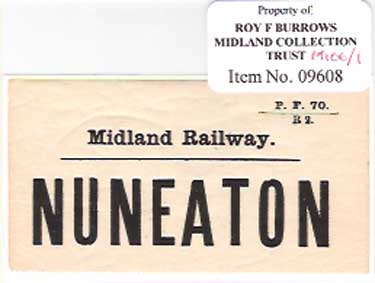 Property of:
ROY F BURROWS
MIDLAND COLLECTION
TRUST
Item No. 09608
P. F. 70.
R 2.
Midland Railway.
NUNEATON